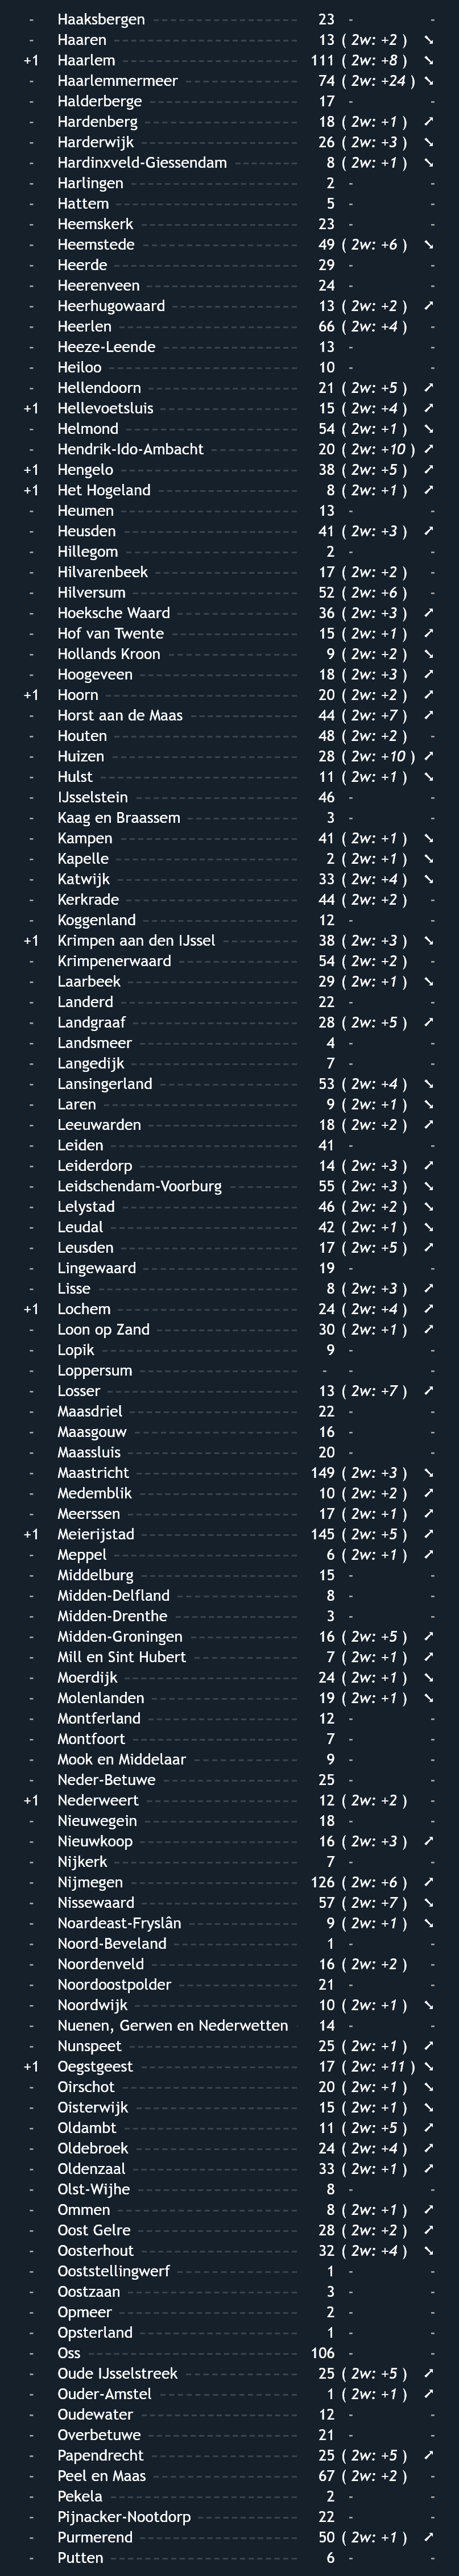 - Haaksbergen 23 - -
- Haaren 13 ( 2w: +2 ) ➘
+1 Haarlem 111 ( 2w: +8 ) ➘
- Haarlemmermeer 74 ( 2w: +24 ) ➘
- Halderberge 17 - -
- Hardenberg 18 ( 2w: +1 ) ➚
- Harderwijk 26 ( 2w: +3 ) ➘
- Hardinxveld-Giessendam 8 ( 2w: +1 ) ➘
- Harlingen 2 - -
- Hattem 5 - -
- Heemskerk 23 - -
- Heemstede 49 ( 2w: +6 ) ➘
- Heerde 29 - -
- Heerenveen 24 - -
- Heerhugowaard 13 ( 2w: +2 ) ➚
- Heerlen 66 ( 2w: +4 ) -
- Heeze-Leende 13 - -
- Heiloo 10 - -
- Hellendoorn 21 ( 2w: +5 ) ➚
+1 Hellevoetsluis 15 ( 2w: +4 ) ➚
- Helmond 54 ( 2w: +1 ) ➘
- Hendrik-Ido-Ambacht 20 ( 2w: +10 ) ➚
+1 Hengelo 38 ( 2w: +5 ) ➚
+1 Het Hogeland 8 ( 2w: +1 ) ➚
- Heumen 13 - -
- Heusden 41 ( 2w: +3 ) ➚
- Hillegom 2 - -
- Hilvarenbeek 17 ( 2w: +2 ) -
- Hilversum 52 ( 2w: +6 ) -
- Hoeksche Waard 36 ( 2w: +3 ) ➚
- Hof van Twente 15 ( 2w: +1 ) ➚
- Hollands Kroon 9 ( 2w: +2 ) ➘
- Hoogeveen 18 ( 2w: +3 ) ➚
+1 Hoorn 20 ( 2w: +2 ) ➚
- Horst aan de Maas 44 ( 2w: +7 ) ➚
- Houten 48 ( 2w: +2 ) -
- Huizen 28 ( 2w: +10 ) ➚
- Hulst 11 ( 2w: +1 ) ➘
- IJsselstein 46 - -
- Kaag en Braassem 3 - -
- Kampen 41 ( 2w: +1 ) ➘
- Kapelle 2 ( 2w: +1 ) ➘
- Katwijk 33 ( 2w: +4 ) ➘
- Kerkrade 44 ( 2w: +2 ) -
- Koggenland 12 - -
+1 Krimpen aan den IJssel 38 ( 2w: +3 ) ➘
- Krimpenerwaard 54 ( 2w: +2 ) -
- Laarbeek 29 ( 2w: +1 ) ➘
- Landerd 22 - -
- Landgraaf 28 ( 2w: +5 ) ➚
- Landsmeer 4 - -
- Langedijk 7 - -
- Lansingerland 53 ( 2w: +4 ) ➘
- Laren 9 ( 2w: +1 ) ➘
- Leeuwarden 18 ( 2w: +2 ) ➚
- Leiden 41 - -
- Leiderdorp 14 ( 2w: +3 ) ➚
- Leidschendam-Voorburg 55 ( 2w: +3 ) ➘
- Lelystad 46 ( 2w: +2 ) ➘
- Leudal 42 ( 2w: +1 ) ➘
- Leusden 17 ( 2w: +5 ) ➚
- Lingewaard 19 - -
- Lisse 8 ( 2w: +3 ) ➚
+1 Lochem 24 ( 2w: +4 ) ➚
- Loon op Zand 30 ( 2w: +1 ) ➚
- Lopik 9 - -
- Loppersum - - -
- Losser 13 ( 2w: +7 ) ➚
- Maasdriel 22 - -
- Maasgouw 16 - -
- Maassluis 20 - -
- Maastricht 149 ( 2w: +3 ) ➘
- Medemblik 10 ( 2w: +2 ) ➚
- Meerssen 17 ( 2w: +1 ) ➚
+1 Meierijstad 145 ( 2w: +5 ) ➚
- Meppel 6 ( 2w: +1 ) ➚
- Middelburg 15 - -
- Midden-Delfland 8 - -
- Midden-Drenthe 3 - -
- Midden-Groningen 16 ( 2w: +5 ) ➚
- Mill en Sint Hubert 7 ( 2w: +1 ) ➚
- Moerdijk 24 ( 2w: +1 ) ➘
- Molenlanden 19 ( 2w: +1 ) ➘
- Montferland 12 - -
- Montfoort 7 - -
- Mook en Middelaar 9 - -
- Neder-Betuwe 25 - -
+1 Nederweert 12 ( 2w: +2 ) -
- Nieuwegein 18 - -
- Nieuwkoop 16 ( 2w: +3 ) ➚
- Nijkerk 7 - -
- Nijmegen 126 ( 2w: +6 ) ➚
- Nissewaard 57 ( 2w: +7 ) ➘
- Noardeast-Fryslân 9 ( 2w: +1 ) ➘
- Noord-Beveland 1 - -
- Noordenveld 16 ( 2w: +2 ) -
- Noordoostpolder 21 - -
- Noordwijk 10 ( 2w: +1 ) ➘
- Nuenen, Gerwen en Nederwetten 14 - -
- Nunspeet 25 ( 2w: +1 ) ➚
+1 Oegstgeest 17 ( 2w: +11 ) ➘
- Oirschot 20 ( 2w: +1 ) ➘
- Oisterwijk 15 ( 2w: +1 ) ➘
- Oldambt 11 ( 2w: +5 ) ➚
- Oldebroek 24 ( 2w: +4 ) ➚
- Oldenzaal 33 ( 2w: +1 ) ➚
- Olst-Wijhe 8 - -
- Ommen 8 ( 2w: +1 ) ➚
- Oost Gelre 28 ( 2w: +2 ) ➚
- Oosterhout 32 ( 2w: +4 ) ➘
- Ooststellingwerf 1 - -
- Oostzaan 3 - -
- Opmeer 2 - -
- Opsterland 1 - -
- Oss 106 - -
- Oude IJsselstreek 25 ( 2w: +5 ) ➚
- Ouder-Amstel 1 ( 2w: +1 ) ➚
- Oudewater 12 - -
- Overbetuwe 21 - -
- Papendrecht 25 ( 2w: +5 ) ➚
- Peel en Maas 67 ( 2w: +2 ) -
- Pekela 2 - -
- Pijnacker-Nootdorp 22 - -
- Purmerend 50 ( 2w: +1 ) ➚
- Putten 6 - -